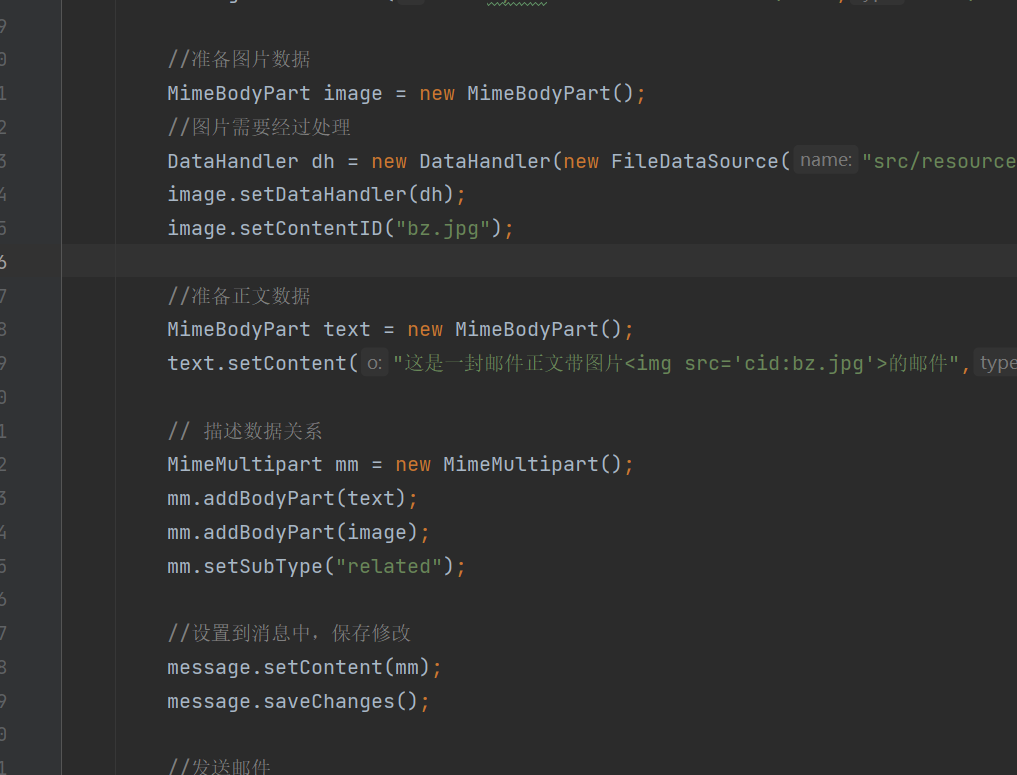 //准备图片数据
MimeBodyPart image = new MimeBodyPart();
//图片需要经过处理
DataHandler dh = new DataHandler(new FileDataSource( name: "src/resource
image.setDataHandler(dh);
image.setContentID("bz.jpg");
//准备正文数据
MimeBodyPart text = new MimeBodyPart();
text.setContent( o: "这是一封邮件正文带图片<img src='cid:bz.jpg'>的邮件", type
// 描述数据关系
MimeMultipart mm = new MimeMultipart();
mm.addBodyPart(text);
mm.addBodyPart(image);
mm.setSubType("related");
//设置到消息中，保存修改
message.setContent(mm);
message.saveChanges();
//发送邮件